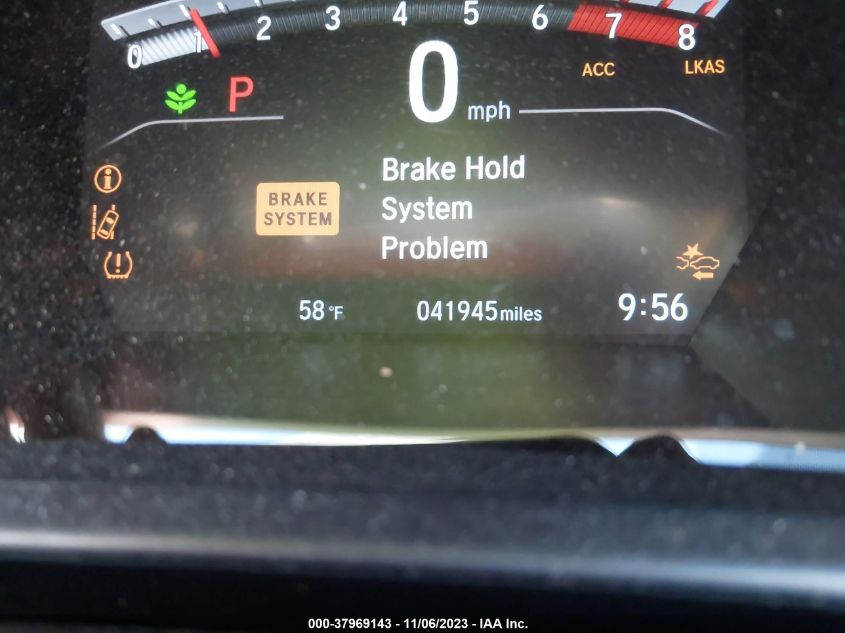 0 1 2 3 4 5 6 7 8
P 0 mph ACC LKAS
BRAKE SYSTEM
Brake Hold
System
Problem
58 °F 041945 miles 9:56
000-37969143 - 11/06/2023 - IAA Inc.